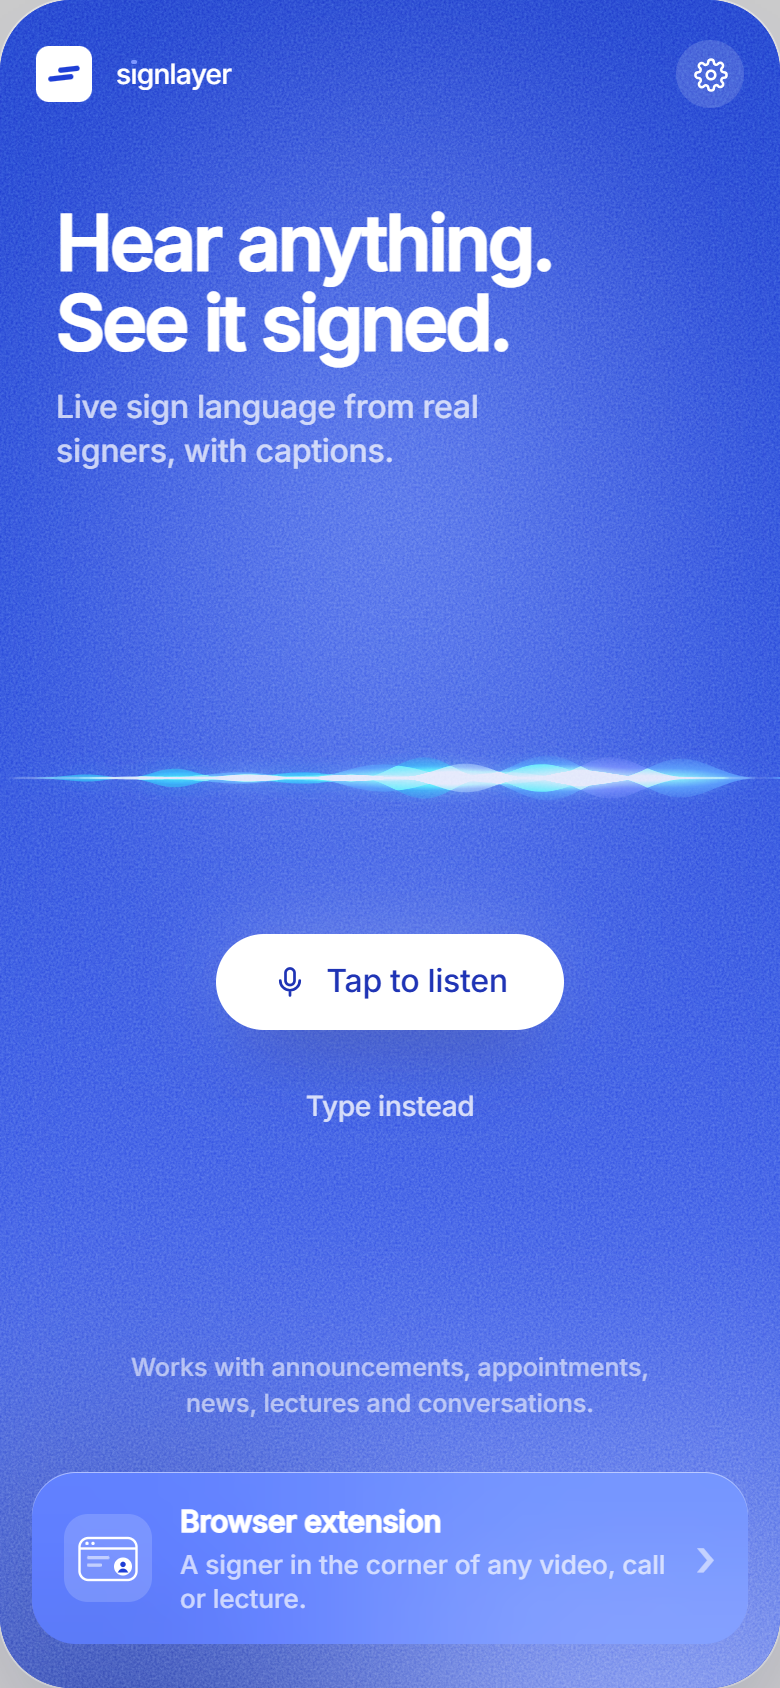 signlayer
Hear anything.
See it signed.
Live sign language from real
signers, with captions.
Tap to listen
Type instead
Works with announcements, appointments,
news, lectures and conversations.
Browser extension
A signer in the corner of any video, call
or lecture.